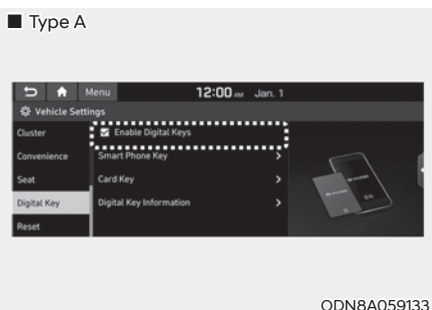 ■ Type A
Menu 12:00 AM Jan. 1
Vehicle Settings
Cluster
Enable Digital Keys
Convenience
Smart Phone Key
Seat
Card Key
Digital Key
Digital Key Information
Reset
ODN8A059133